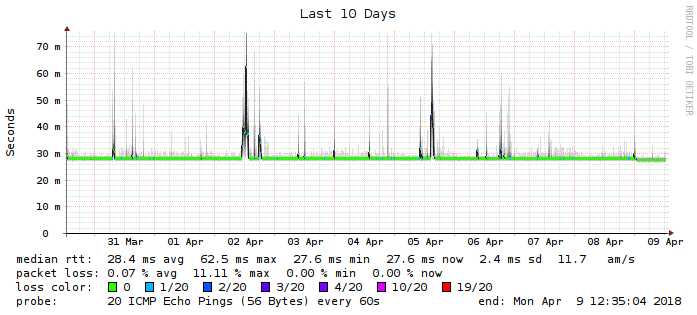 Last 10 Days
RRDTOOL / TOBI OETIKER
Seconds
70 m
60 m
50 m
40 m
30 m
20 m
10 m
0
31 Mar 01 Apr 02 Apr 03 Apr 04 Apr 05 Apr 06 Apr 07 Apr 08 Apr 09 Apr
median rtt: 28.4 ms avg 62.5 ms max 27.6 ms min 27.6 ms now 2.4 ms sd 11.7 am/s
packet loss: 0.07 % avg 11.11 % max 0.00 % min 0.00 % now
loss color: 0 1/20 2/20 3/20 4/20 10/20 19/20
probe: 20 ICMP Echo Pings (56 Bytes) every 60s end: Mon Apr 9 12:35:04 2018